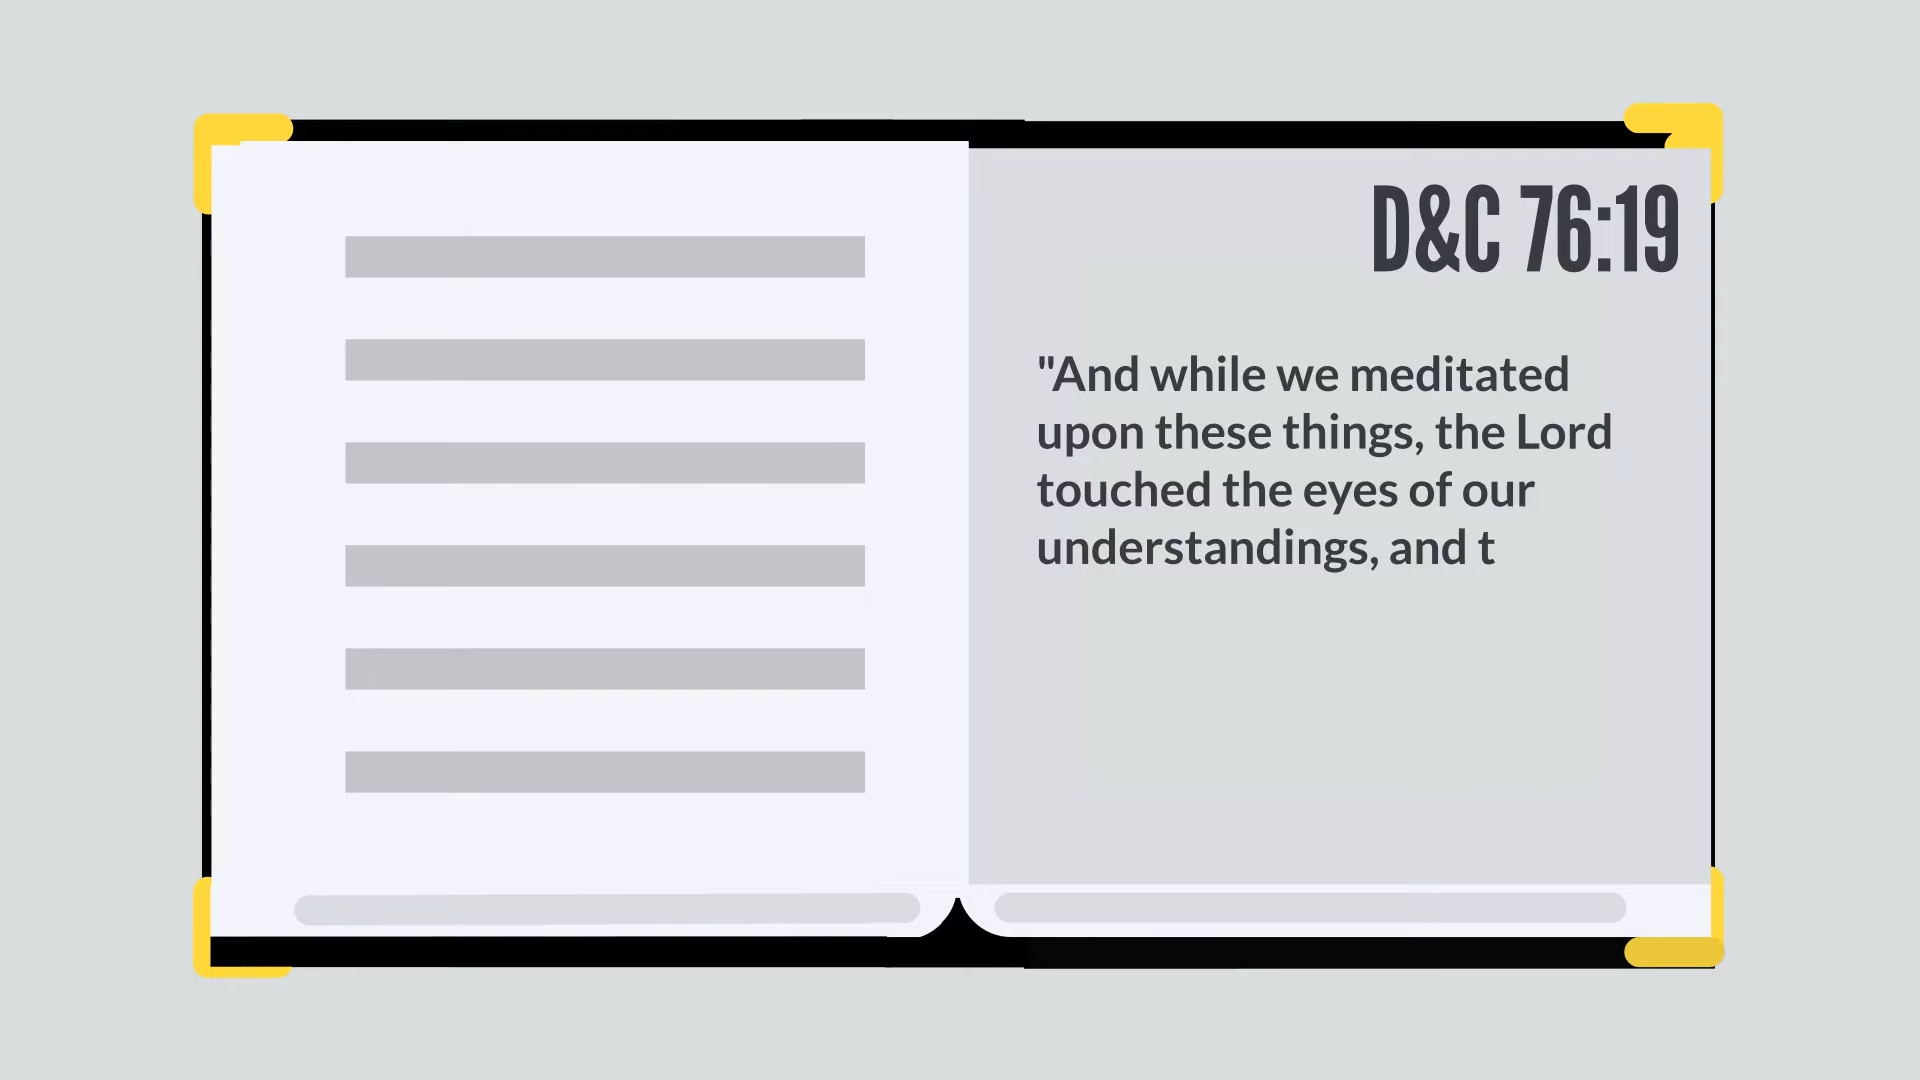 D&C 76:19
"And while we meditated
upon these things, the Lord
touched the eyes of our
understandings, and t